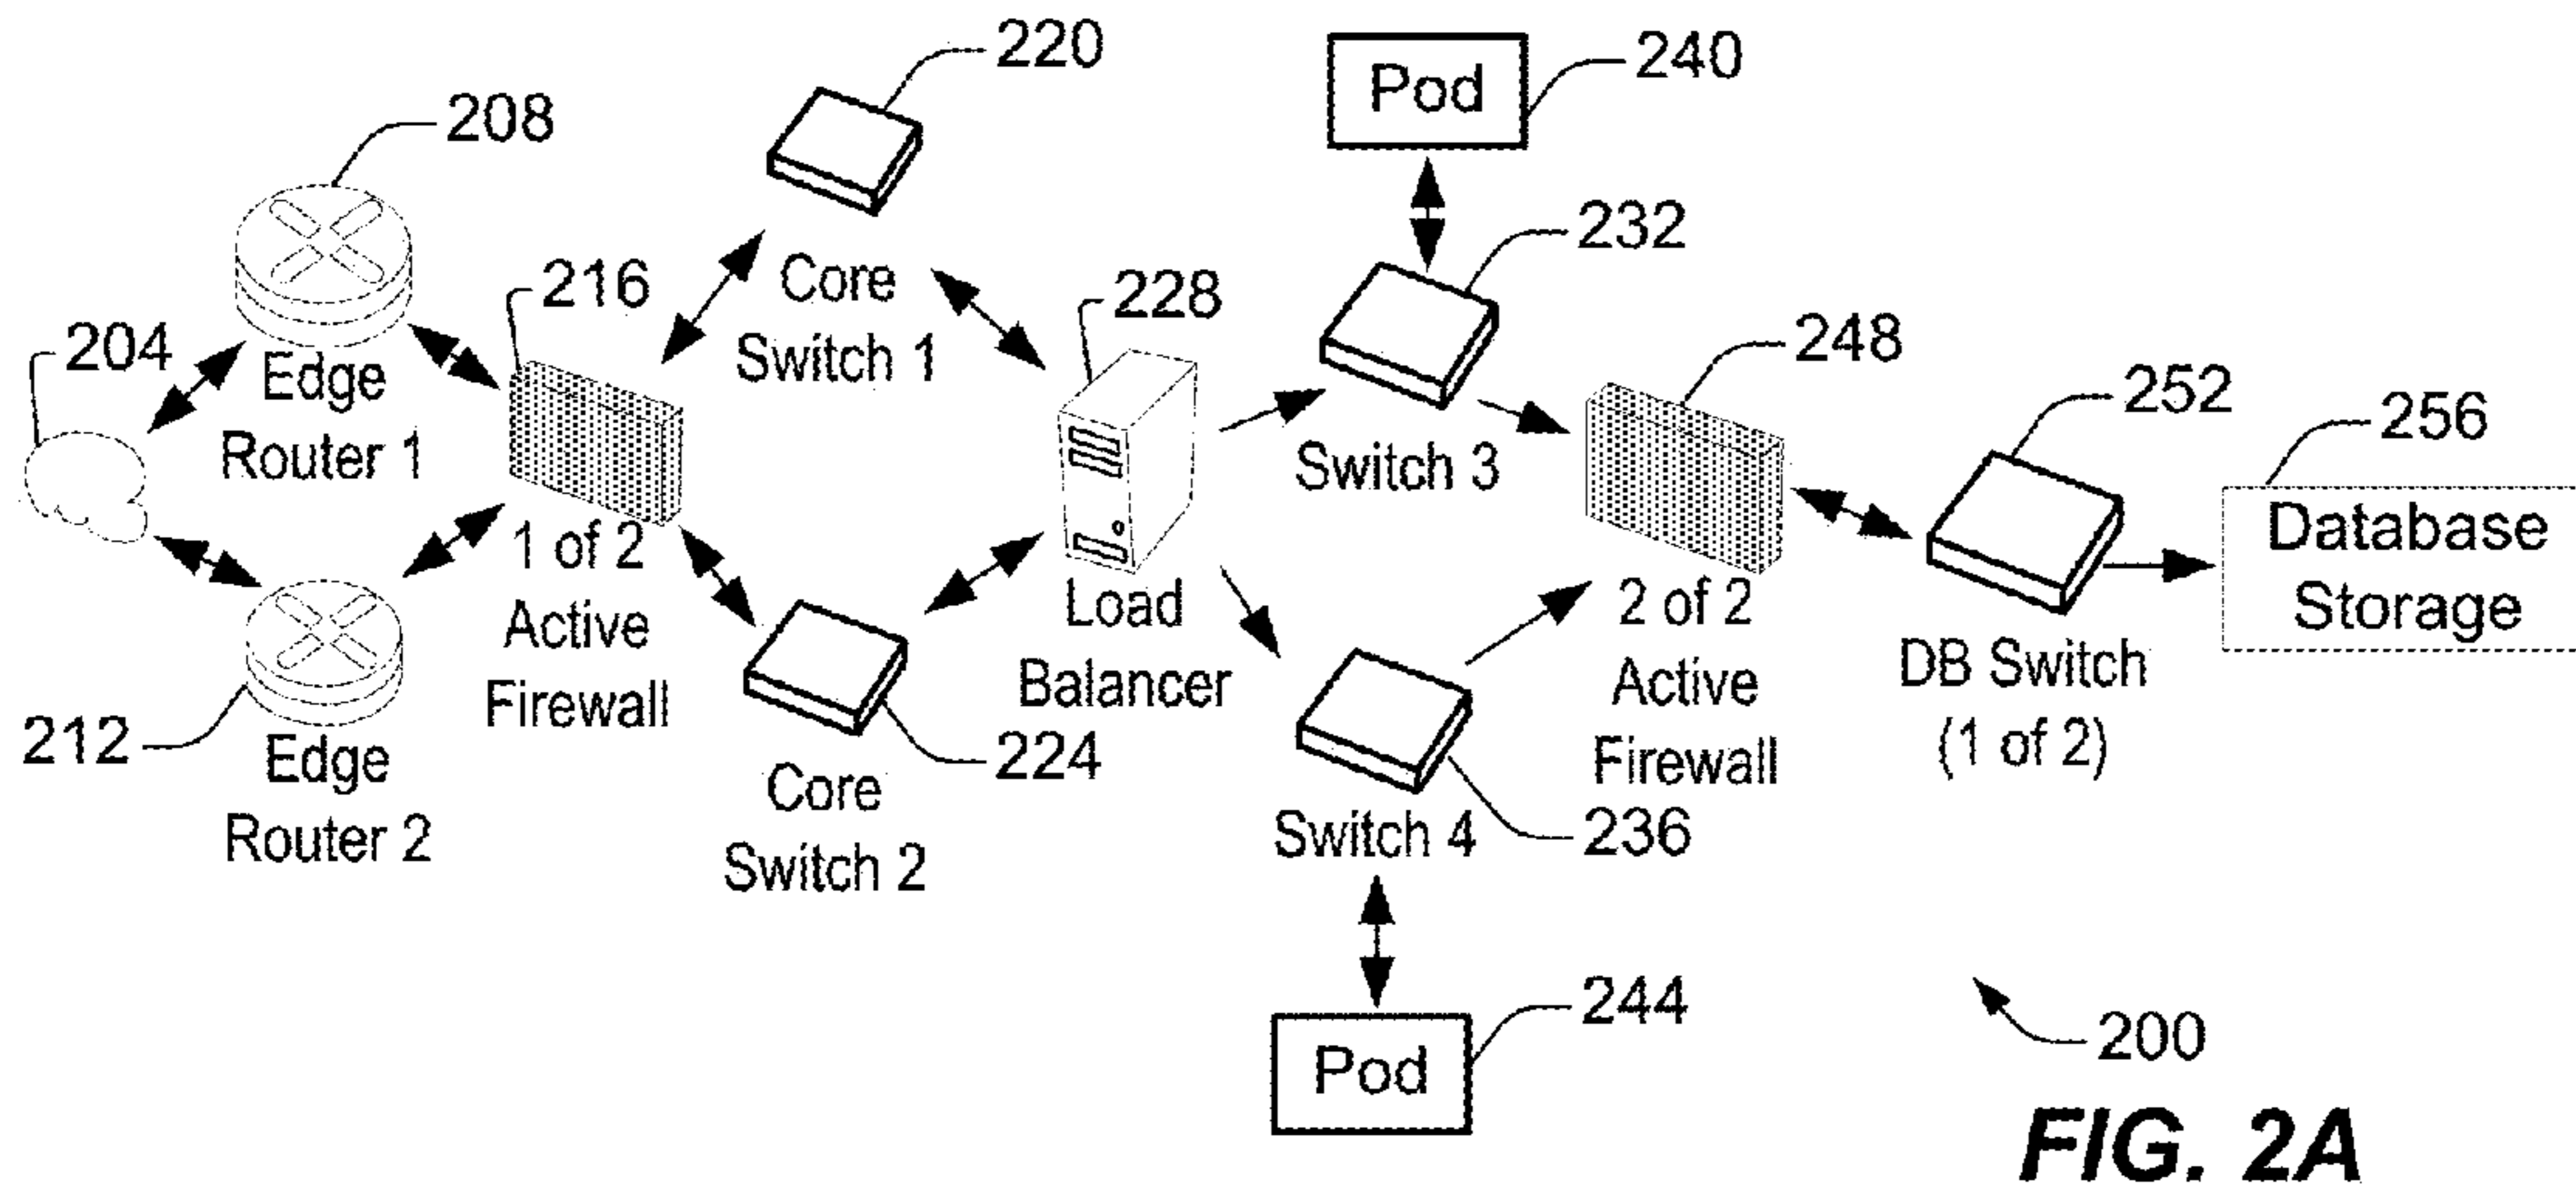 220
Pod
240
208
232
216
Core
Switch 1
228
204
Edge
Router 1
248
Switch 3
252
256
Database
Storage
1 of 2
Active
Firewall
Load
Balancer
2 of 2
Active
Firewall
DB Switch
(1 of 2)
212
Edge
Router 2
224
Core
Switch 2
Switch 4
236
244
Pod
200
FIG. 2A